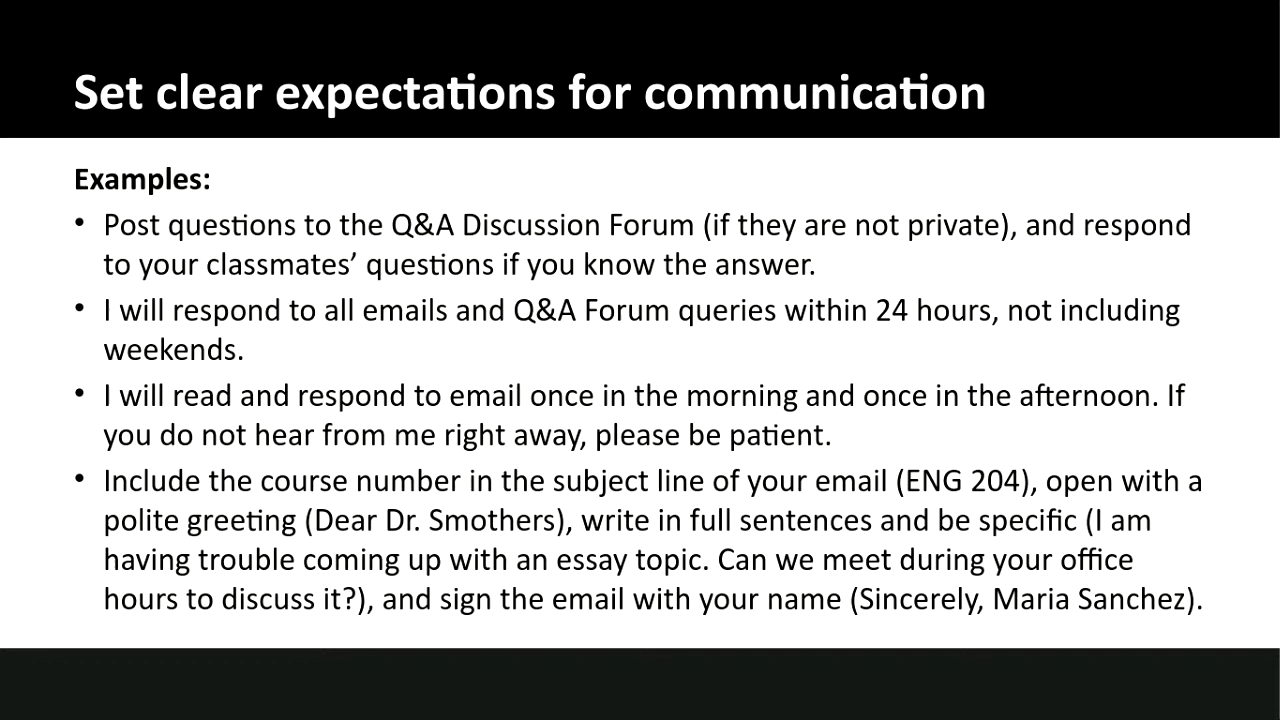 Set clear expectations for communication
Examples:
• Post questions to the Q&A Discussion Forum (if they are not private), and respond
to your classmates’ questions if you know the answer.
• I will respond to all emails and Q&A Forum queries within 24 hours, not including
weekends.
• I will read and respond to email once in the morning and once in the afternoon. If
you do not hear from me right away, please be patient.
• Include the course number in the subject line of your email (ENG 204), open with a
polite greeting (Dear Dr. Smothers), write in full sentences and be specific (I am
having trouble coming up with an essay topic. Can we meet during your office
hours to discuss it?), and sign the email with your name (Sincerely, Maria Sanchez).